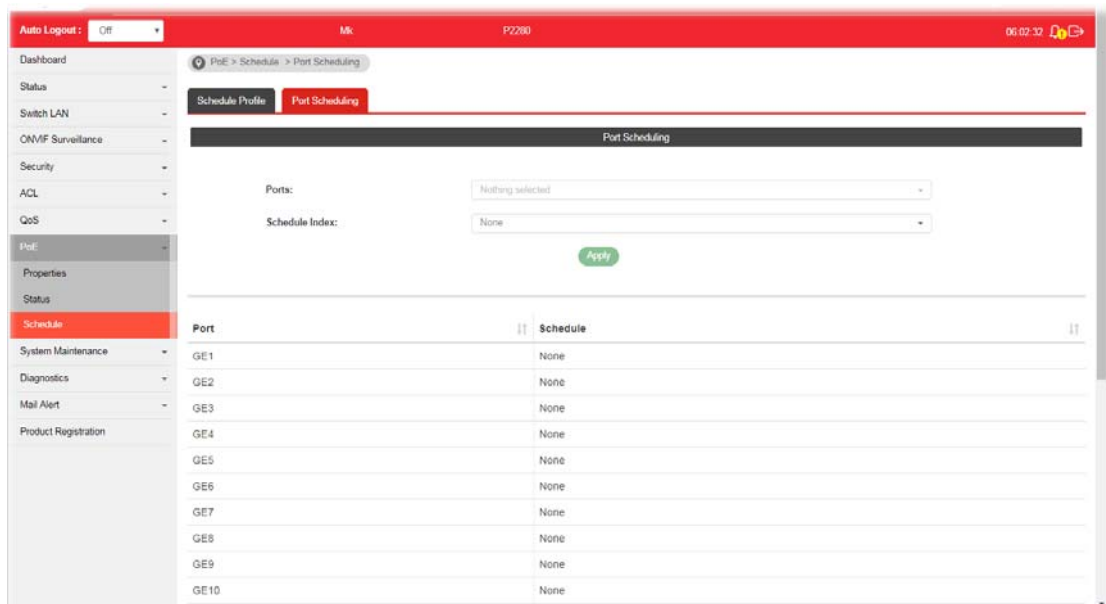 Auto Logout : Off Mk P2280 06:02:32 1
Dashboard
Status
Switch LAN
ONVIF Surveillance
Security
ACL
QoS
PoE
Properties
Status
Schedule
System Maintenance
Diagnostics
Mail Alert
Product Registration
PoE > Schedule > Port Scheduling
Schedule Profile Port Scheduling
Port Scheduling
Ports: Nothing selected
Schedule Index: None
Apply
Port Schedule
GE1 None
GE2 None
GE3 None
GE4 None
GE5 None
GE6 None
GE7 None
GE8 None
GE9 None
GE10 None